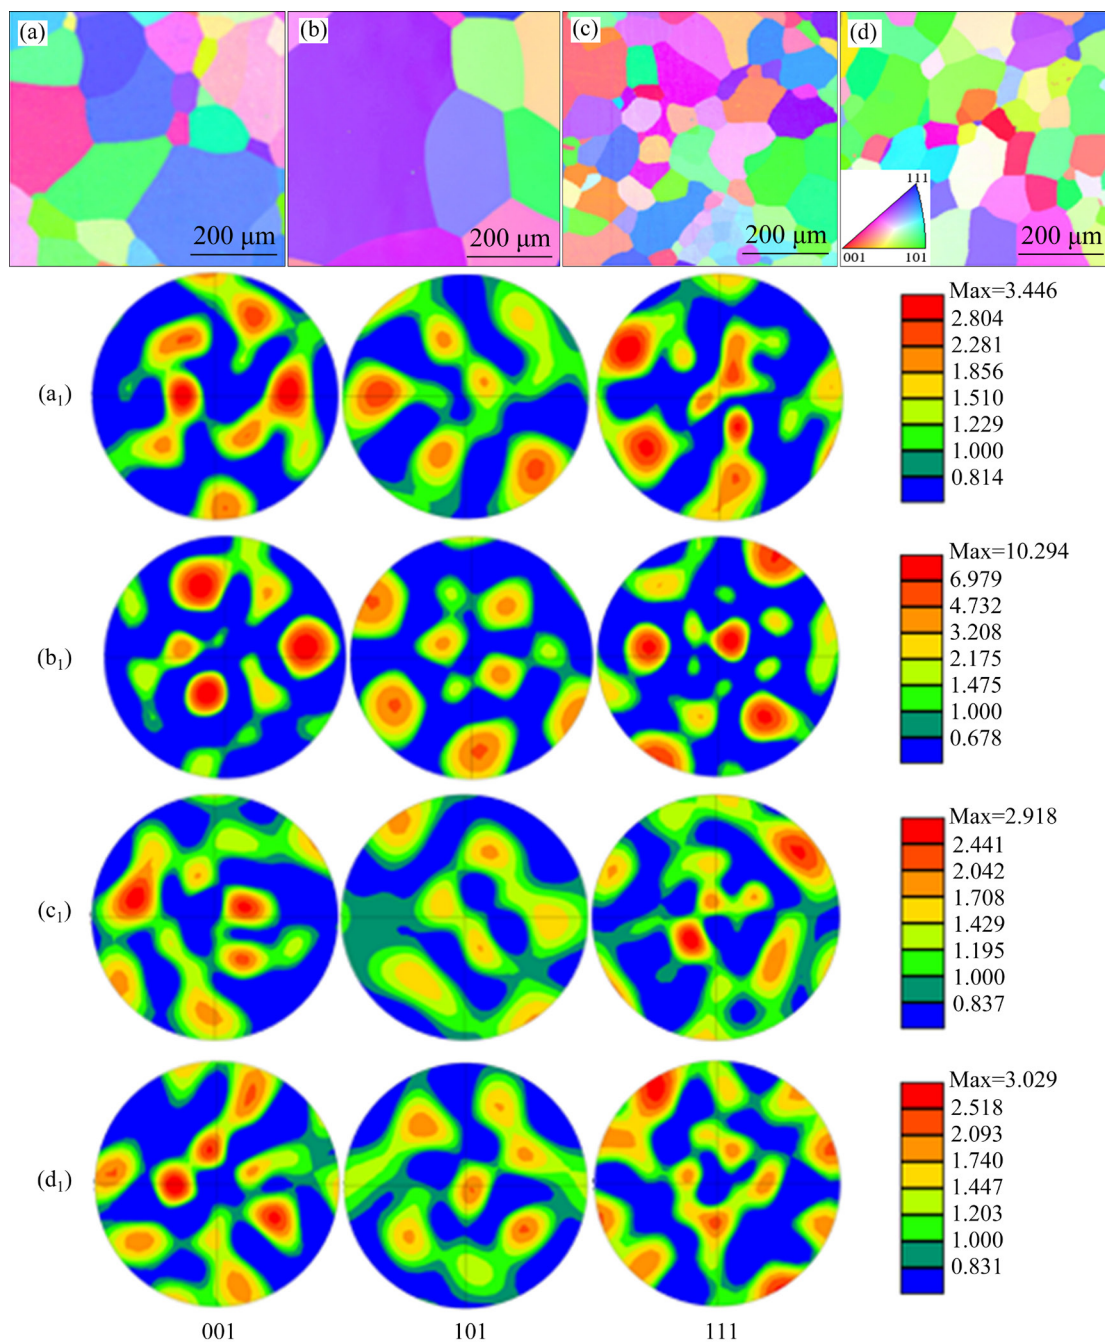 (a)
(b)
(c)
(d)
111
001
101
200 μm
200 μm
200 μm
200 μm
(a1)
Max=3.446
2.804
2.281
1.856
1.510
1.229
1.000
0.814
(b1)
Max=10.294
6.979
4.732
3.208
2.175
1.475
1.000
0.678
(c1)
Max=2.918
2.441
2.042
1.708
1.429
1.195
1.000
0.837
(d1)
Max=3.029
2.518
2.093
1.740
1.447
1.203
1.000
0.831
001
101
111